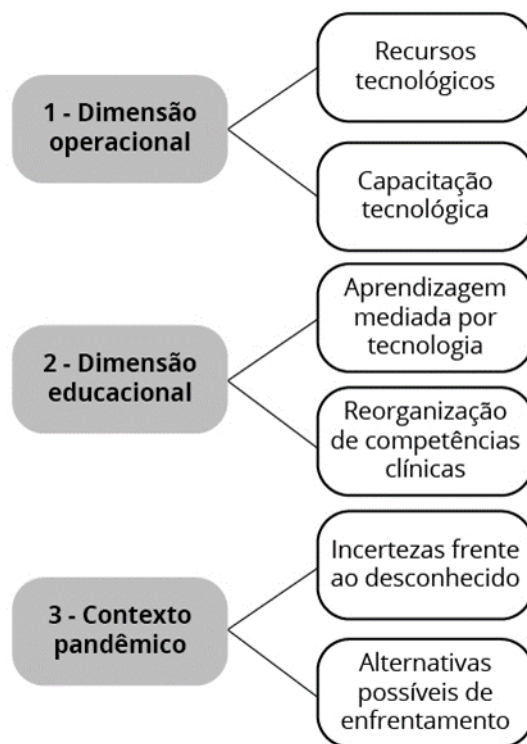 1 - Dimensão
operacional
Recursos
tecnológicos
Capacitação
tecnológica
2 - Dimensão
educacional
Aprendizagem
mediada por
tecnologia
Reorganização
de competências
clínicas
3 - Contexto
pandêmico
Incertezas frente
ao desconhecido
Alternativas
possíveis de
enfrentamento